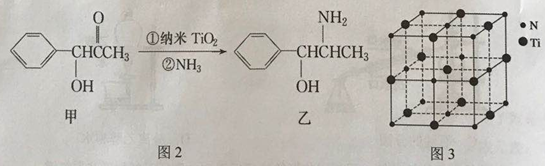 O
CHCCH₃
OH
甲
①纳米 TiO₂
②NH₃
NH₂
CHCHCH₃
OH
乙
N
Ti
图2
图3